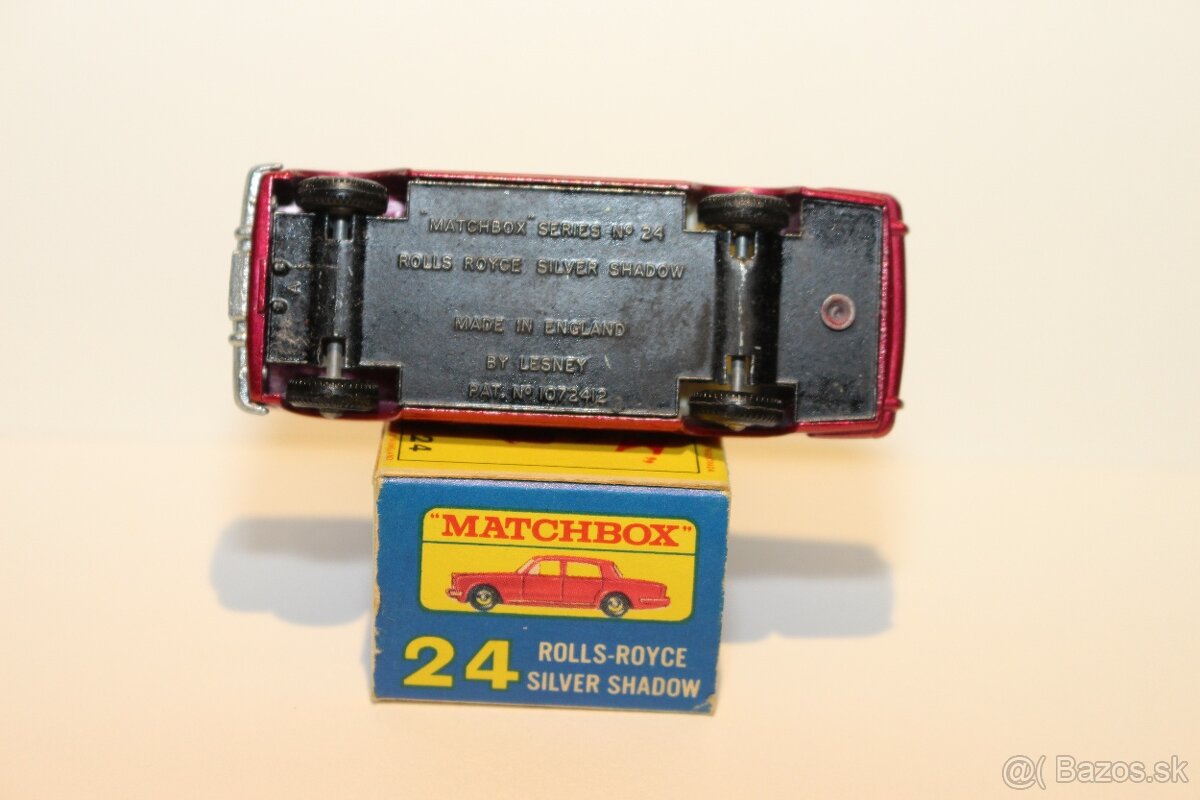 "MATCHBOX" SERIES Nº 24
ROLLS ROYCE SILVER SHADOW
MADE IN ENGLAND
BY LESNEY
PAT. Nº 1072412
A
24
"MATCHBOX"
24 ROLLS-ROYCE
SILVER SHADOW
@( Bazos.sk